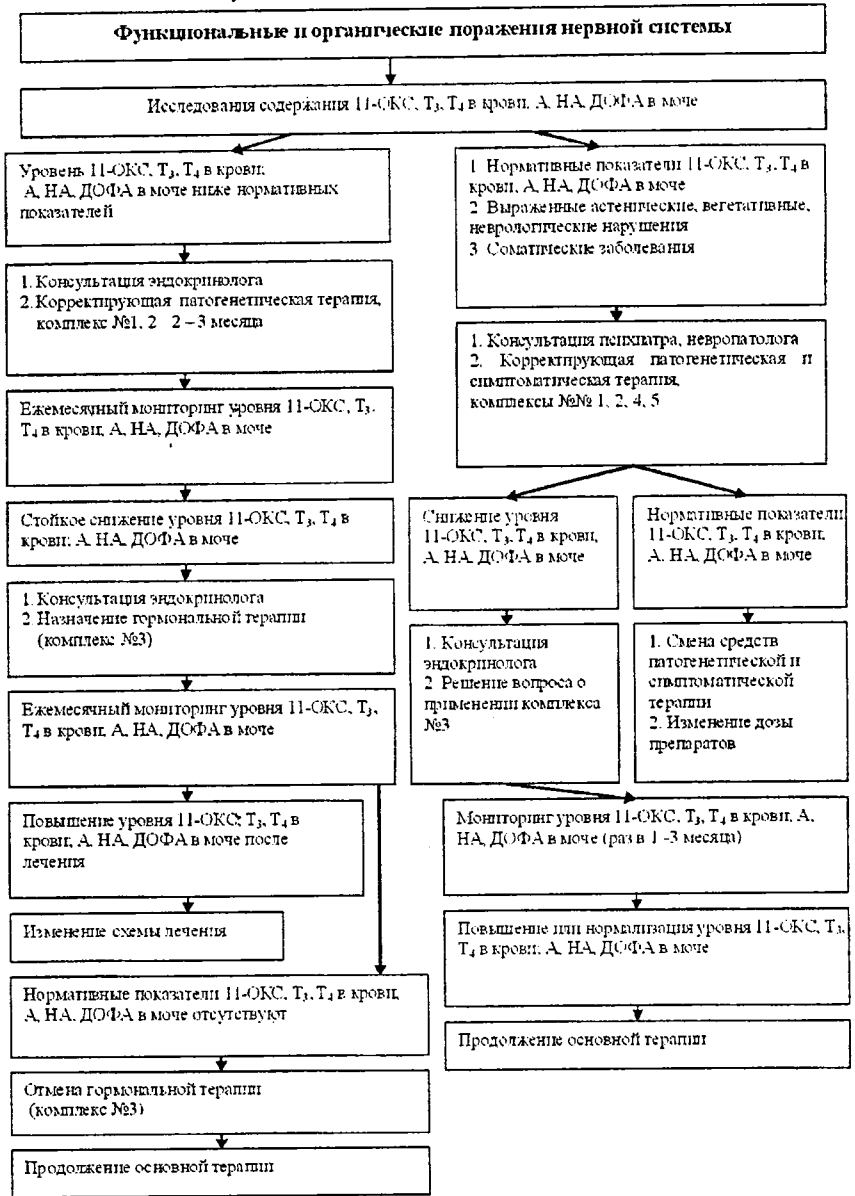 Функциональные и органические поражения нервной системы
Исследования содержания 11-ОКС, Т3, Т4 в крови, А, НА, ДОФА в моче
Уровень 11-ОКС, Т3, Т4 в крови;
А, НА, ДОФА в моче ниже нормативных
показателей
1. Консультация эндокринолога
2. Корректирующая патогенетическая терапия,
комплекс №1, 2 2 – 3 месяца
Ежемесячный мониторинг уровня 11-ОКС, Т3,
Т4 в крови, А, НА, ДОФА в моче
Стойкое снижение уровня 11-ОКС, Т3, Т4 в
крови; А, НА, ДОФА в моче
1. Консультация эндокринолога
2 Назначение гормональной терапии
(комплекс №3)
Ежемесячный мониторинг уровня 11-ОКС, Т3,
Т4 в крови, А, НА, ДОФА в моче
Повышение уровня 11-ОКС, Т3, Т4 в
крови, А, НА, ДОФА в моче после
лечения
Изменение схемы лечения
Нормативные показатели 11-ОКС, Т3, Т4 в крови,
А, НА, ДОФА в моче отсутствуют
Отмена гормональной терапии
(комплекс №3)
Продолжение основной терапии
1 Нормативные показатели 11-ОКС, Т3, Т4 в
крови, А, НА, ДОФА в моче
2 Выраженные астенические, вегетативные,
неврологические нарушения
3 Соматические заболевания
1. Консультация психиатра, невропатолога
2. Корректирующая патогенетическая и
симптоматическая терапия,
комплексы №№ 1, 2, 4, 5
Снижение уровня
11-ОКС, Т3, Т4 в крови,
А, НА, ДОФА в моче
1. Консультация
эндокринолога
2 Решение вопроса о
применении комплекса
№3
Нормативные показатели
11-ОКС, Т3, Т4 в крови,
А, НА, ДОФА в моче
1. Смена средств
патогенетической и
симптоматической
терапии
2. Изменение дозы
препаратов
Мониторинг уровня 11-ОКС, Т3, Т4 в крови, А,
НА, ДОФА в моче (раз в 1 -3 месяца)
Повышение или нормализация уровня 11-ОКС, Т3,
Т4 в крови; А, НА, ДОФА в моче
Продолжение основной терапии